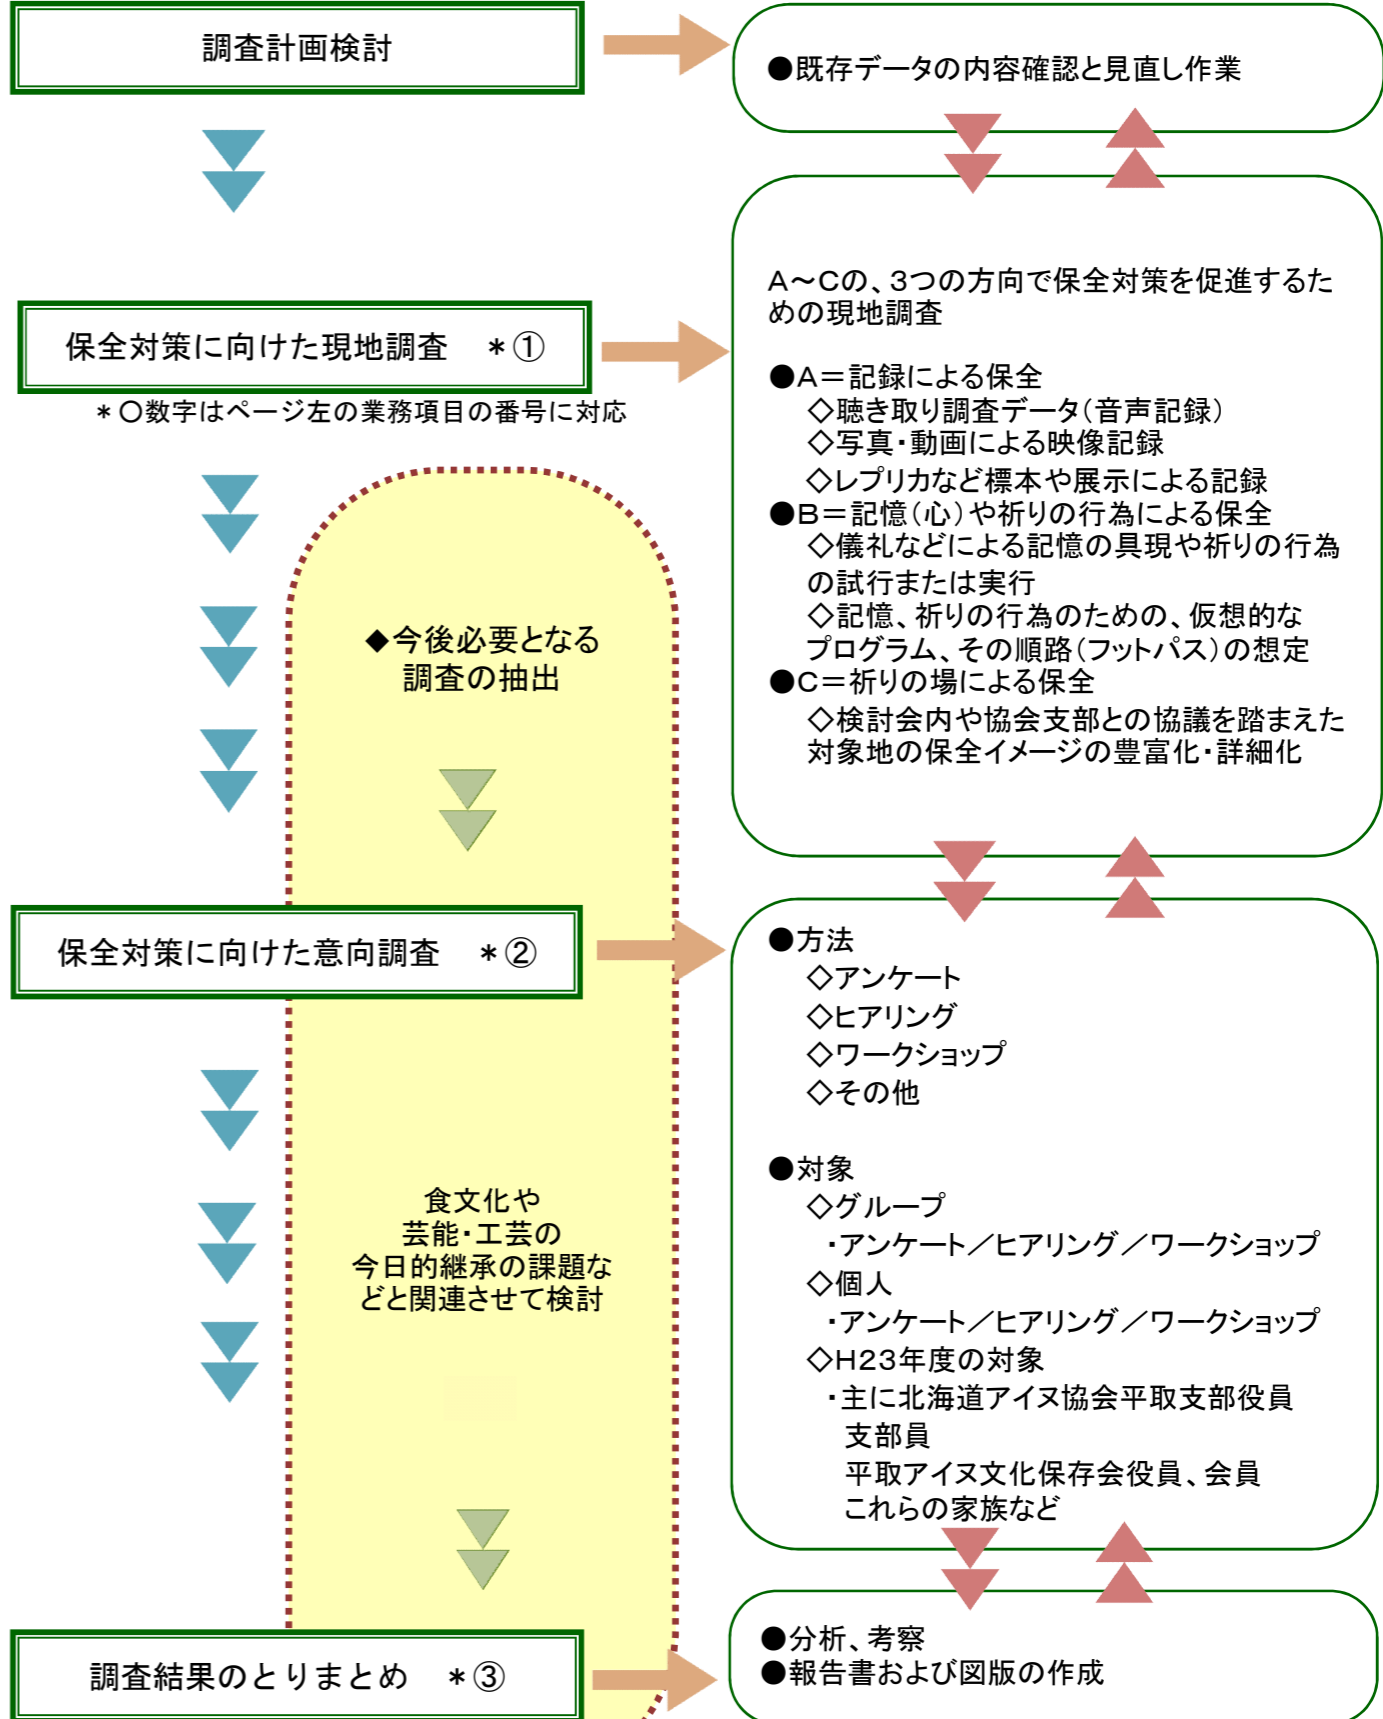 調査計画検討
●既存データの内容確認と見直し作業
保全対策に向けた現地調査　＊①
＊○数字はページ左の業務項目の番号に対応
A～Cの、3つの方向で保全対策を促進するた
めの現地調査
●A＝記録による保全
◇聴き取り調査データ（音声記録）
◇写真・動画による映像記録
◇レプリカなど標本や展示による記録
●B＝記憶（心）や祈りの行為による保全
◇儀礼などによる記憶の具現や祈りの行為
の試行または実行
◇記憶、祈りの行為のための、仮想的な
プログラム、その順路（フットパス）の想定
●C＝祈りの場による保全
◇検討会内や協会支部との協議を踏まえた
対象地の保全イメージの豊富化・詳細化
◆今後必要となる
調査の抽出
保全対策に向けた意向調査　＊②
●方法
◇アンケート
◇ヒアリング
◇ワークショップ
◇その他
●対象
◇グループ
・アンケート／ヒアリング／ワークショップ
◇個人
・アンケート／ヒアリング／ワークショップ
◇H23年度の対象
・主に北海道アイヌ協会平取支部役員
支部員
平取アイヌ文化保存会役員、会員
これらの家族など
食文化や
芸能・工芸の
今日的継承の課題な
どと関連させて検討
調査結果のとりまとめ　＊③
●分析、考察
●報告書および図版の作成